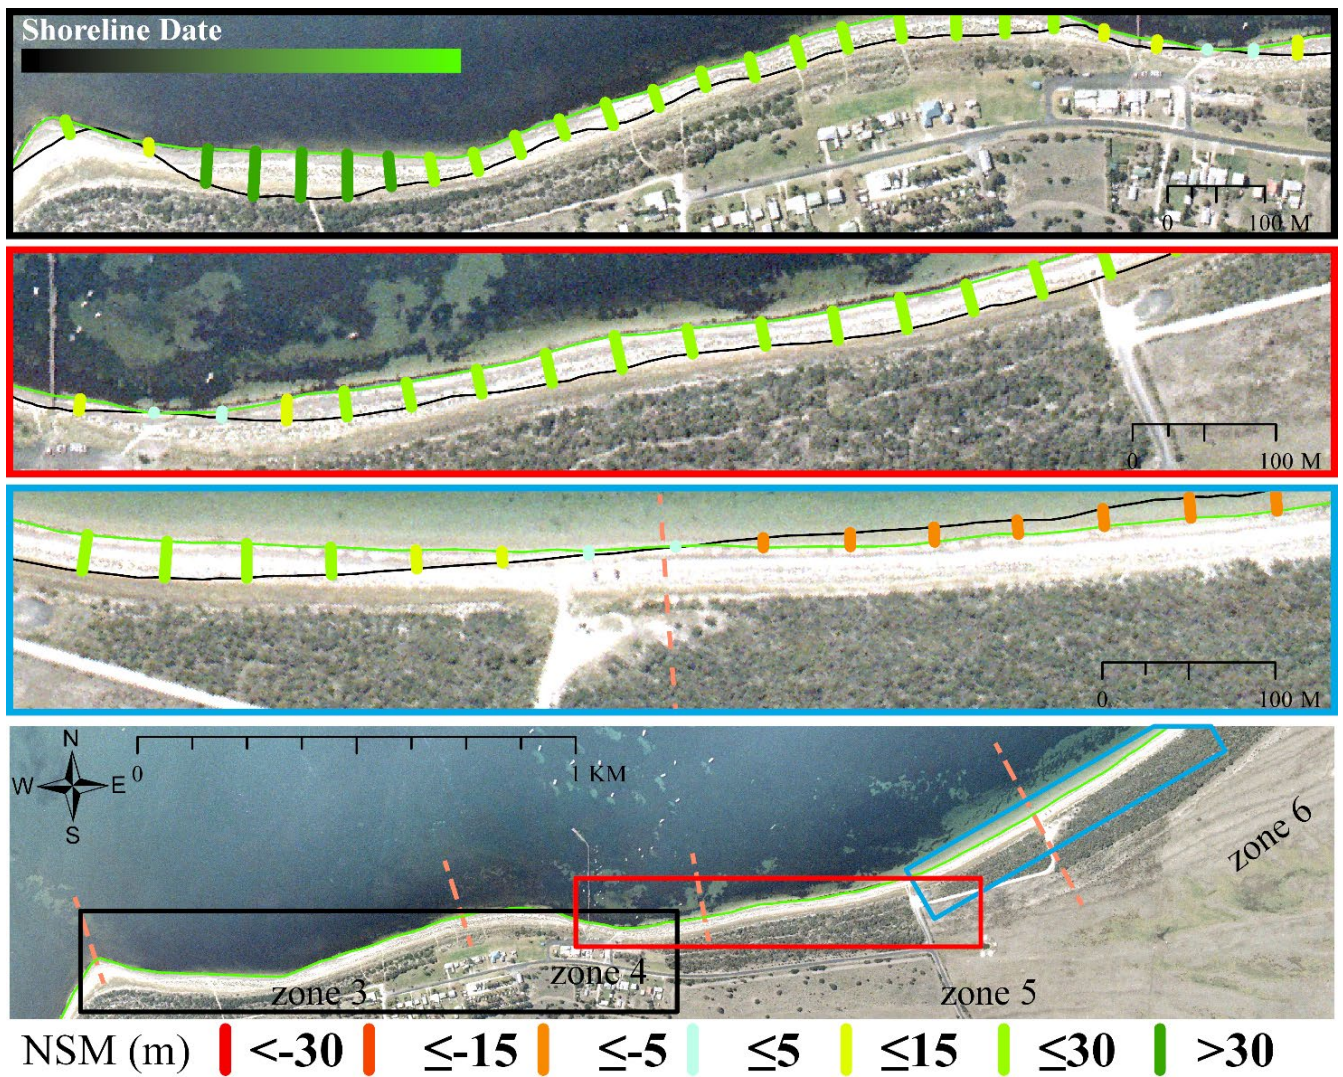 Shoreline Date
0 100 M
0 100 M
0 100 M
N
W E
S
0 1 KM
zone 6
zone 4
zone 3
zone 5
NSM (m) <-30 ≤-15 ≤-5 ≤5 ≤15 ≤30 >30